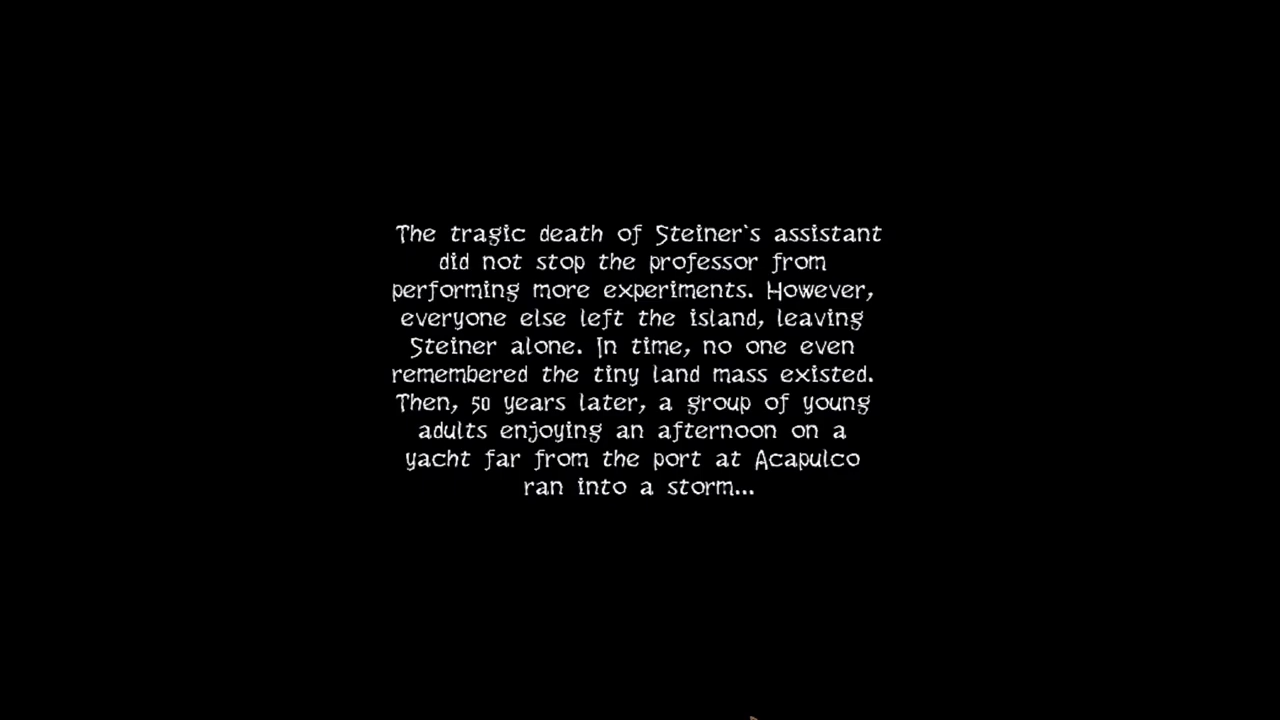 The tragic death of Steiner`s assistant
did not stop the professor from
performing more experiments. However,
everyone else left the island, leaving
Steiner alone. In time, no one even
remembered the tiny land mass existed.
Then, 50 years later, a group of young
adults enjoying an afternoon on a
yacht far from the port at Acapulco
ran into a storm...